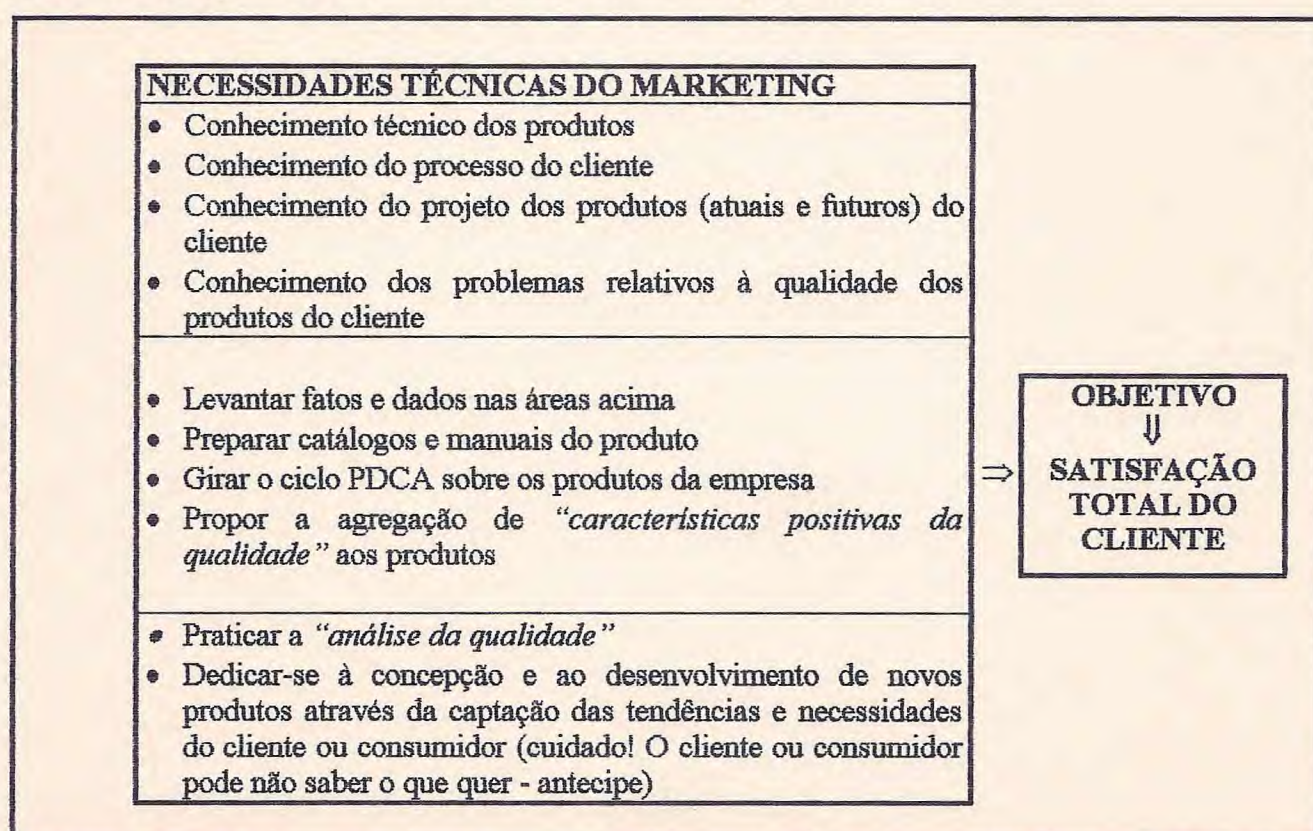 NECESSIDADES TÉCNICAS DO MARKETING
• Conhecimento técnico dos produtos
• Conhecimento do processo do cliente
• Conhecimento do projeto dos produtos (atuais e futuros) do
cliente
• Conhecimento dos problemas relativos à qualidade dos
produtos do cliente
• Levantar fatos e dados nas áreas acima
• Preparar catálogos e manuais do produto
• Girar o ciclo PDCA sobre os produtos da empresa
• Propor a agregação de “características positivas da
qualidade” aos produtos
• Praticar a “análise da qualidade”
• Dedicar-se à concepção e ao desenvolvimento de novos
produtos através da captação das tendências e necessidades
do cliente ou consumidor (cuidado! O cliente ou consumidor
pode não saber o que quer - antecipe)
⇒
OBJETIVO
⇓
SATISFAÇÃO
TOTAL DO
CLIENTE